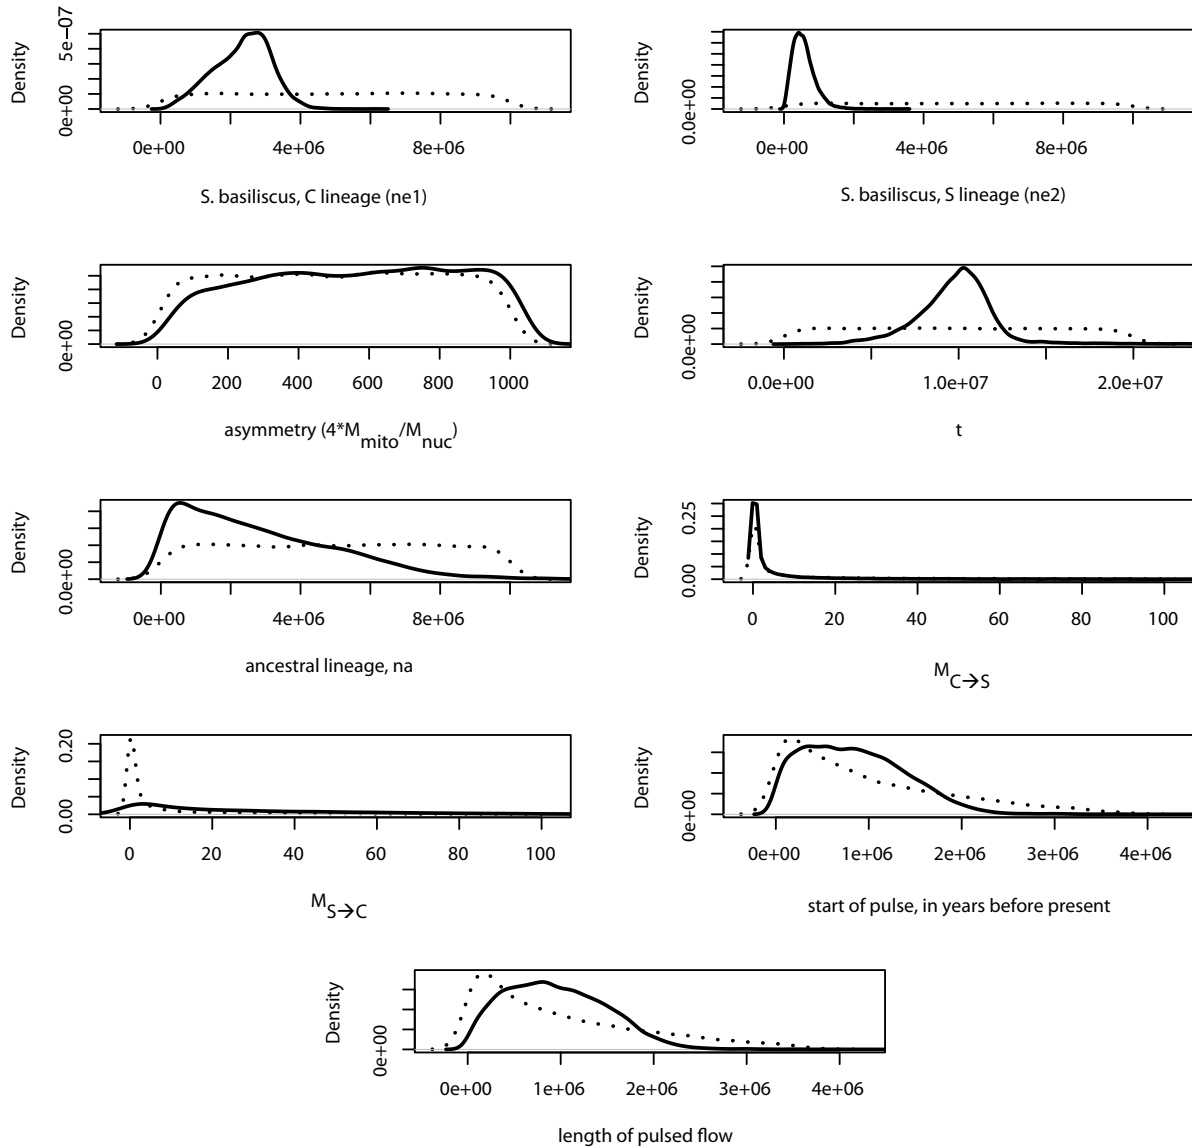 Density
5e−07
0e+00
0e+00 4e+06 8e+06
S. basiliscus, C lineage (ne1)
Density
0.0e+00
0e+00 4e+06 8e+06
S. basiliscus, S lineage (ne2)
Density
0e+00
0 200 400 600 800 1000
asymmetry (4*M_mito/M_nuc)
Density
0.0e+00
0.0e+00 1.0e+07 2.0e+07
t
Density
0.0e+00
0e+00 4e+06 8e+06
ancestral lineage, na
Density
0.25
0.00
0 20 40 60 80 100
M_C→S
Density
0.20
0.00
0 20 40 60 80 100
M_S→C
Density
0e+00
0e+00 1e+06 2e+06 3e+06 4e+06
start of pulse, in years before present
Density
0e+00
0e+00 1e+06 2e+06 3e+06 4e+06
length of pulsed flow